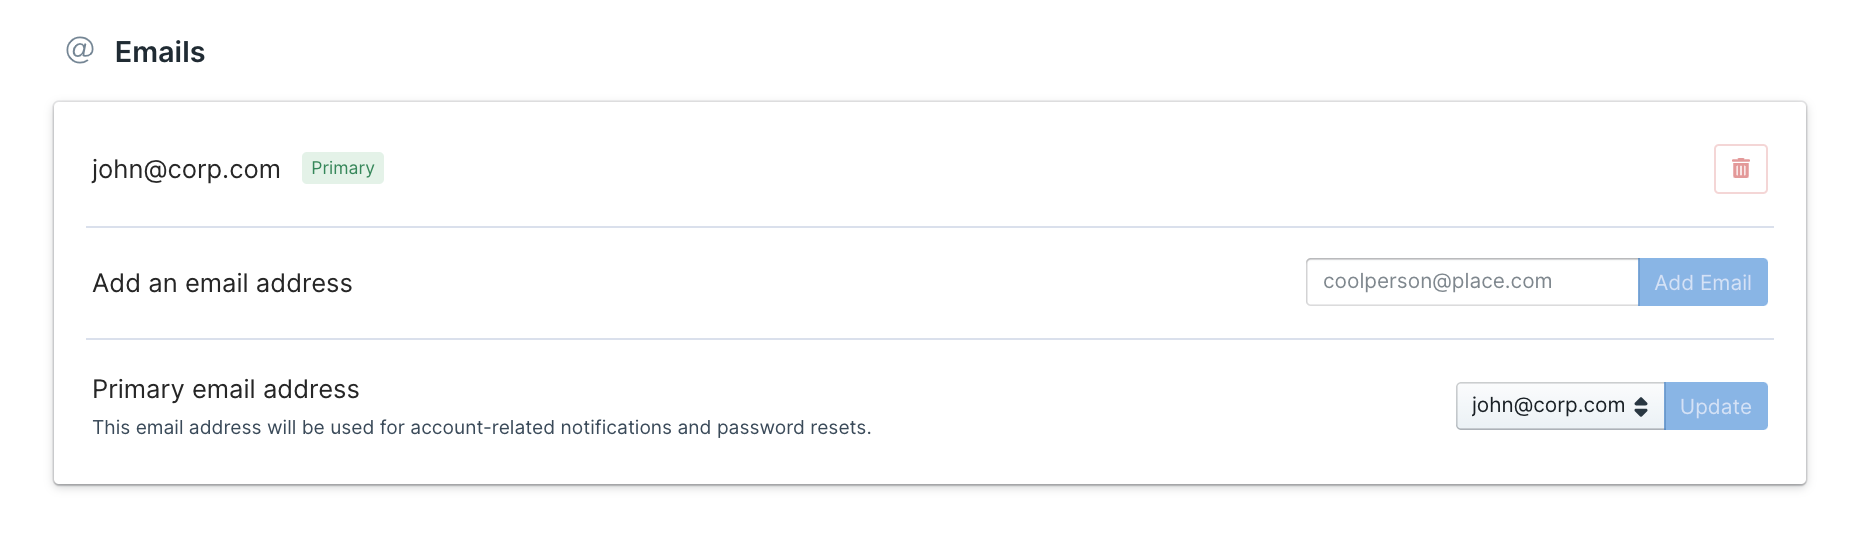 @ Emails
john@corp.com Primary
Add an email address coolperson@place.com Add Email
Primary email address
This email address will be used for account-related notifications and password resets.
john@corp.com Update